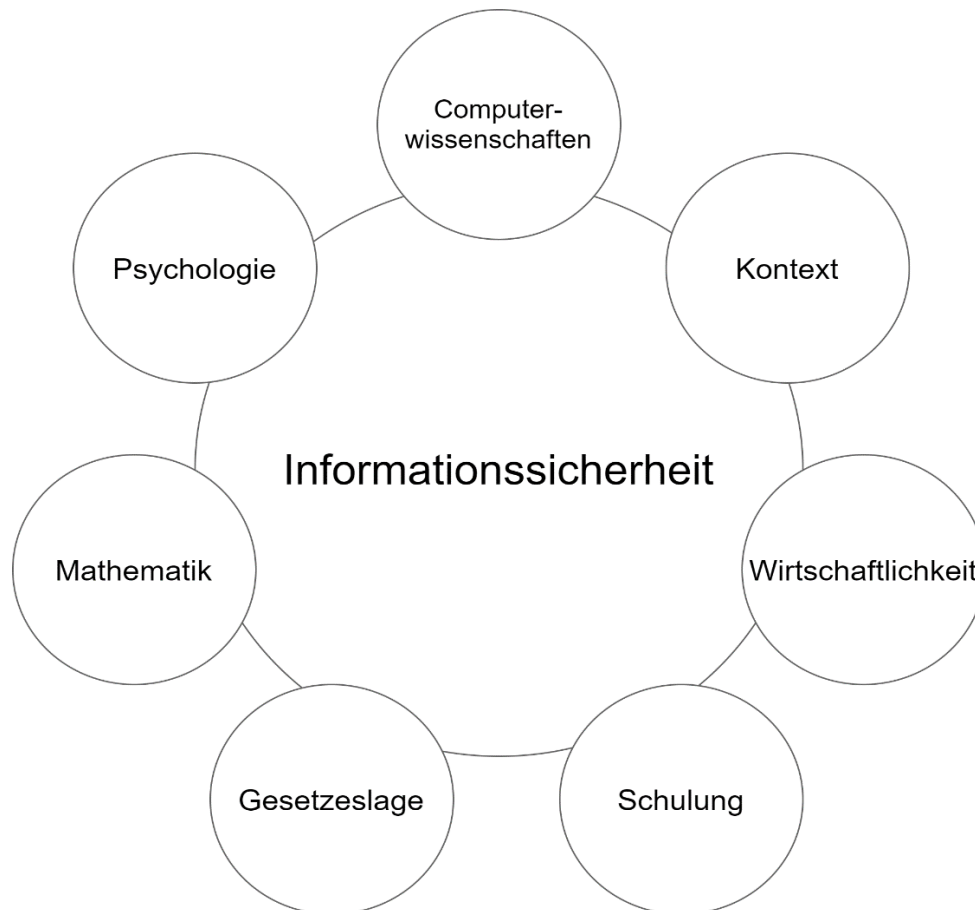 Computer-
wissenschaften
Psychologie
Kontext
Informationssicherheit
Mathematik
Wirtschaftlichkeit
Gesetzeslage
Schulung